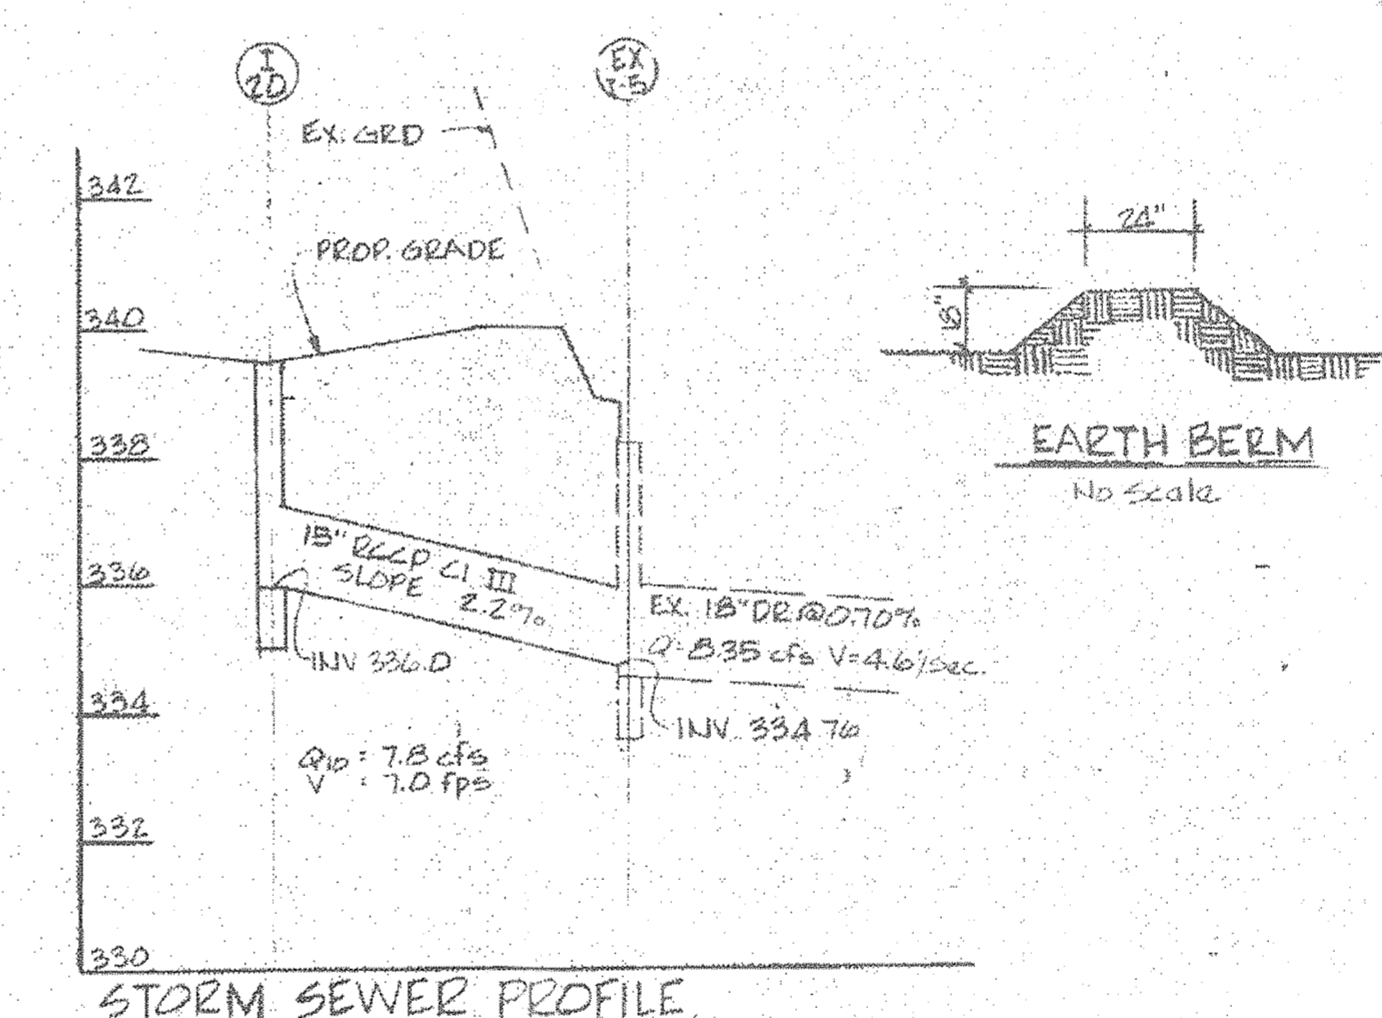 I
20
EX
EX. GRD
342
24"
PROP. GRADE
340
18"
338
EARTH BERM
No Scale
336
18" RCCP Cl III
SLOPE 2.2%
EX. 18" DR @ 0.70%
Q= 8.35 cfs V=4.6'/sec.
INV 336.0
334
INV. 334.76
Q10 = 7.8 cfs
V = 7.0 fps
332
330
STORM SEWER PROFILE